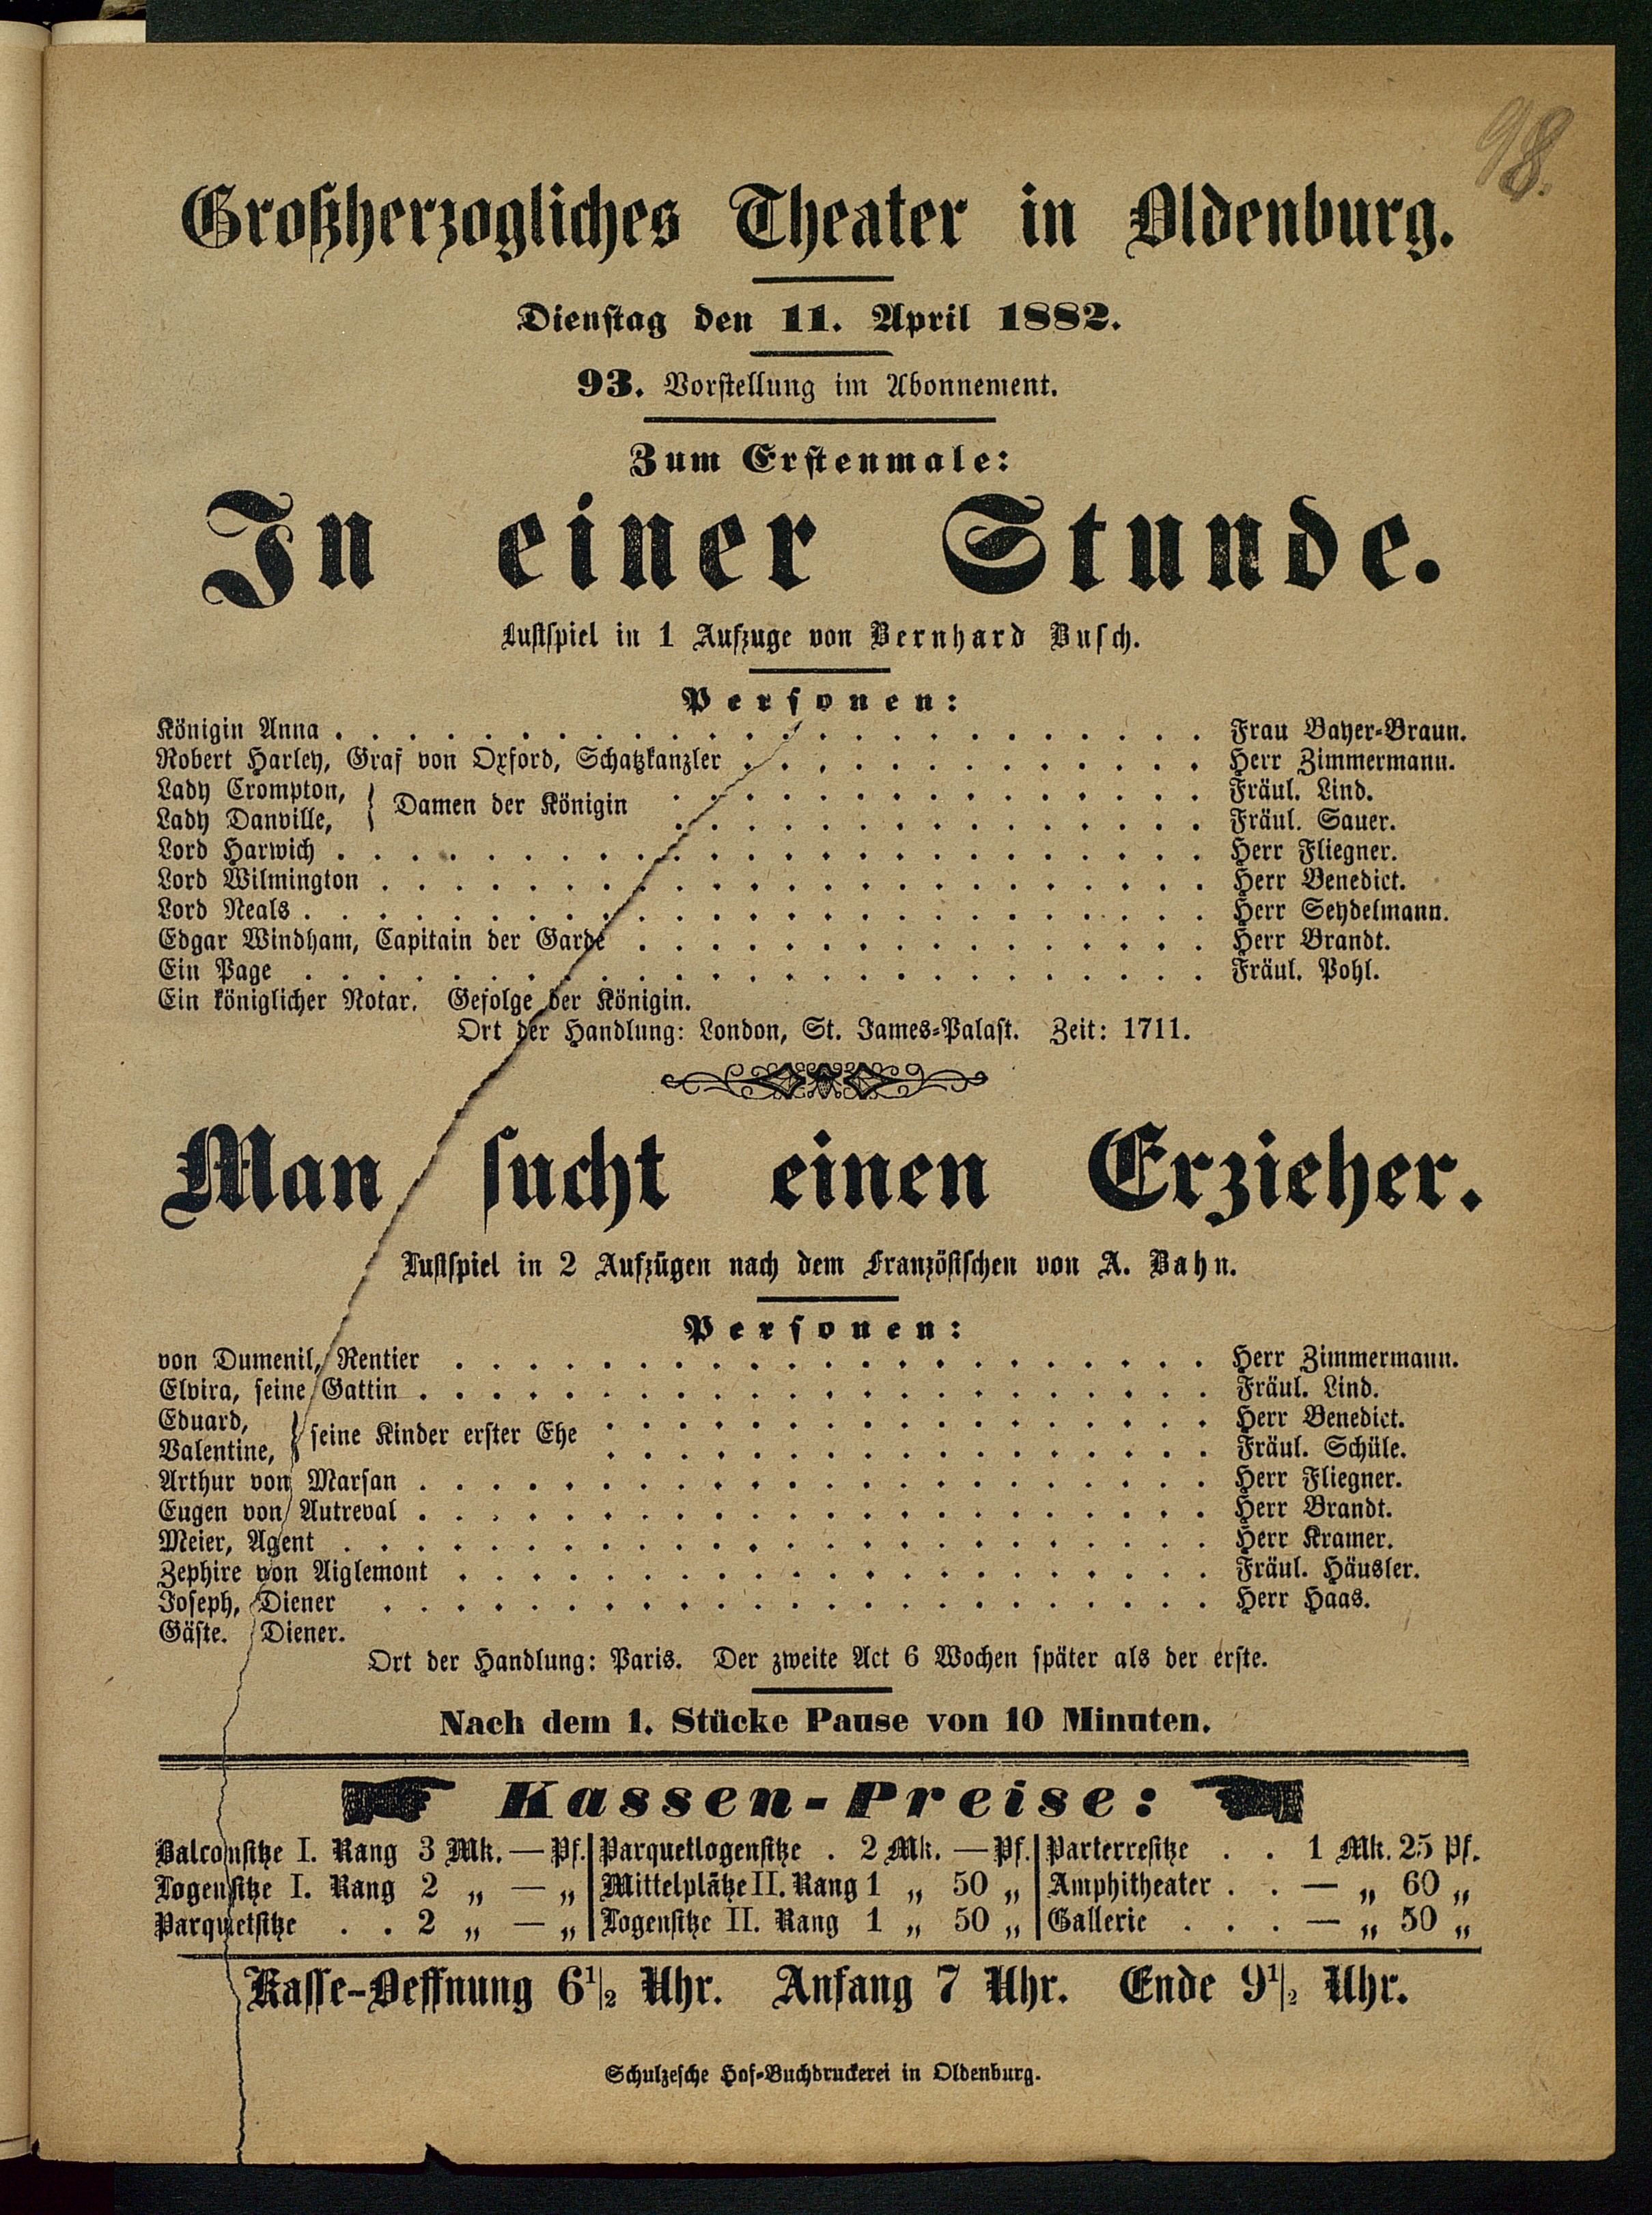 98.
Großherzogliches Theater in Oldenburg.
Dienstag den 11. April 1882.
93. Vorstellung im Abonnement.
Zum Erstenmale:
In einer Stunde.
Lustspiel in 1 Aufzuge von Bernhard Busch.
Personen:
Königin Anna . . . . . . . . . . Frau Bayer-Braun.
Robert Harley, Graf von Oxford, Schatzkanzler . . . . . . . . . . Herr Zimmermann.
Lady Crompton, } Damen der Königin . . . . . . . . . . Fräul. Lind.
Lady Danville, } . . . . . . . . . . Fräul. Sauer.
Lord Harwich . . . . . . . . . . Herr Fliegner.
Lord Wilmington . . . . . . . . . . Herr Benedict.
Lord Neals . . . . . . . . . . Herr Seydelmann.
Edgar Windham, Capitain der Garde . . . . . . . . . . Herr Brandt.
Ein Page . . . . . . . . . . Fräul. Pohl.
Ein königlicher Notar. Gefolge der Königin.
Ort der Handlung: London, St. James-Palast. Zeit: 1711.
Man sucht einen Erzieher.
Lustspiel in 2 Aufzügen nach dem Französischen von A. Bahn.
Personen:
von Dumenil, Rentier . . . . . . . . . . Herr Zimmermann.
Elvira, seine Gattin . . . . . . . . . . Fräul. Lind.
Eduard, } seine Kinder erster Ehe . . . . . . . . . . Herr Benedict.
Valentine, } . . . . . . . . . . Fräul. Schüle.
Arthur von Marsan . . . . . . . . . . Herr Fliegner.
Eugen von Autreval . . . . . . . . . . Herr Brandt.
Meier, Agent . . . . . . . . . . Herr Kramer.
Zephire von Aiglemont . . . . . . . . . . Fräul. Häusler.
Joseph, Diener . . . . . . . . . . Herr Haas.
Gäste. Diener.
Ort der Handlung: Paris. Der zweite Act 6 Wochen später als der erste.
Nach dem 1. Stücke Pause von 10 Minuten.
Kassen-Preise:
Balconsitze I. Rang 3 Mk. — Pf. | Parquetlogensitze . 2 Mk. — Pf. | Parterresitze . . 1 Mk. 25 Pf.
Logensitze I. Rang 2 „ — „ | Mittelplätze II. Rang 1 „ 50 „ | Amphitheater . . — „ 60 „
Parquetsitze . . 2 „ — „ | Logensitze II. Rang 1 „ 50 „ | Gallerie . . . — „ 50 „
Kasse-Oeffnung 6½ Uhr. Anfang 7 Uhr. Ende 9½ Uhr.
Schulzesche Hof-Buchdruckerei in Oldenburg.